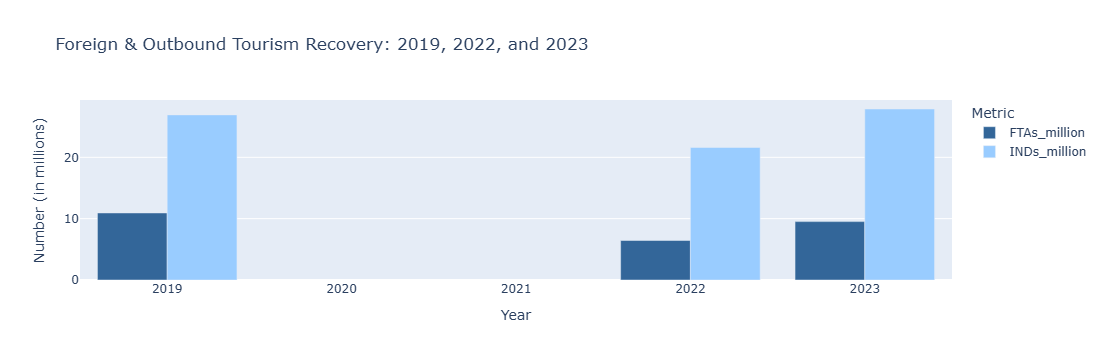 Foreign & Outbound Tourism Recovery: 2019, 2022, and 2023
Metric
FTAs_million
INDs_million
Number (in millions)
20
10
0
2019 2020 2021 2022 2023
Year